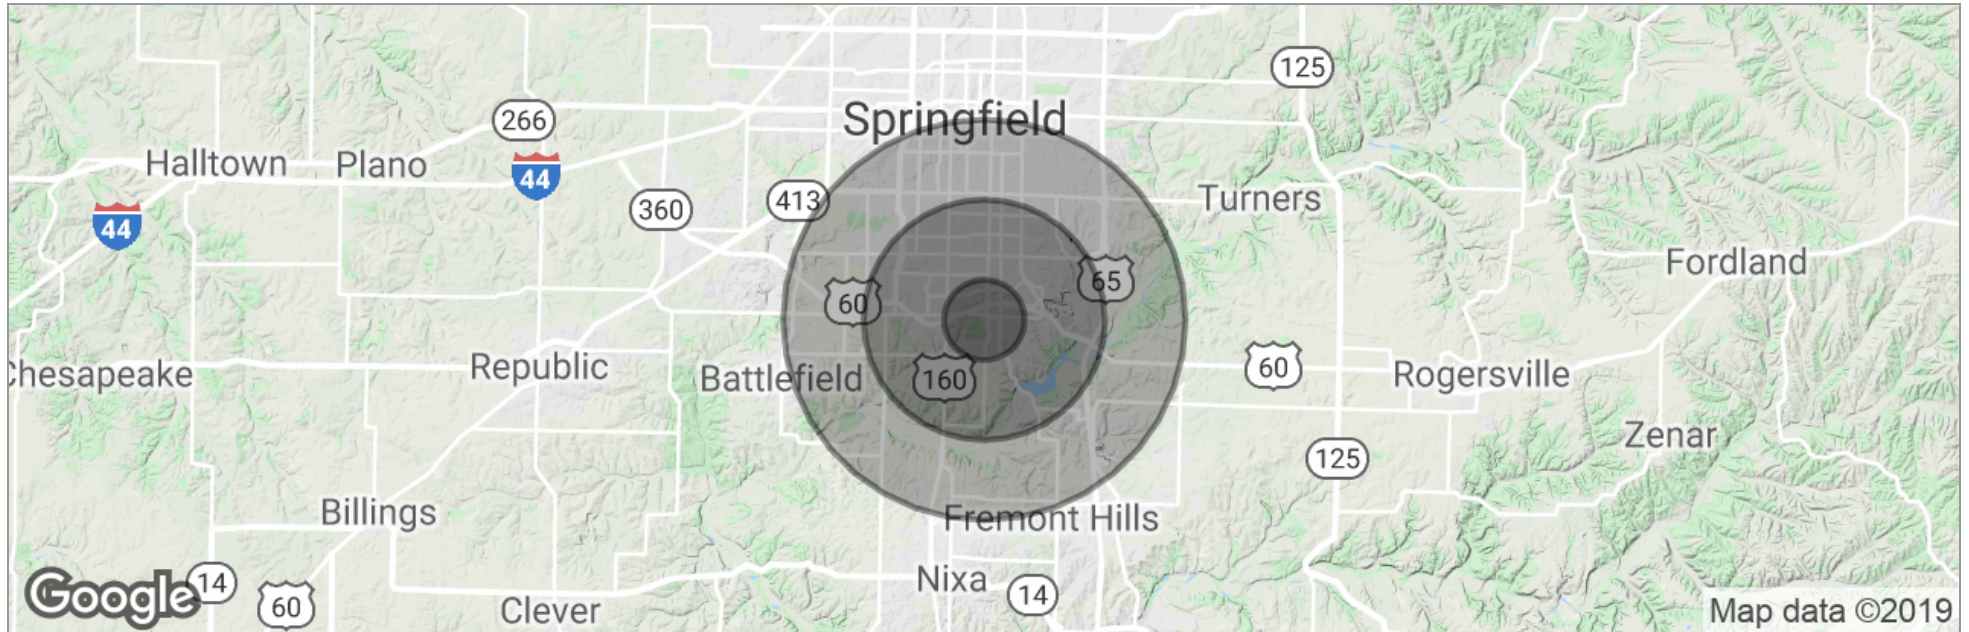 125
Springfield
266
Halltown
Plano
44
413
Turners
360
44
Fordland
65
60
Republic
Battlefield
160
60
Rogersville
Chesapeake
Zenar
125
Billings
Fremont Hills
Nixa
14
Google
14
60
Clever
Map data ©2019